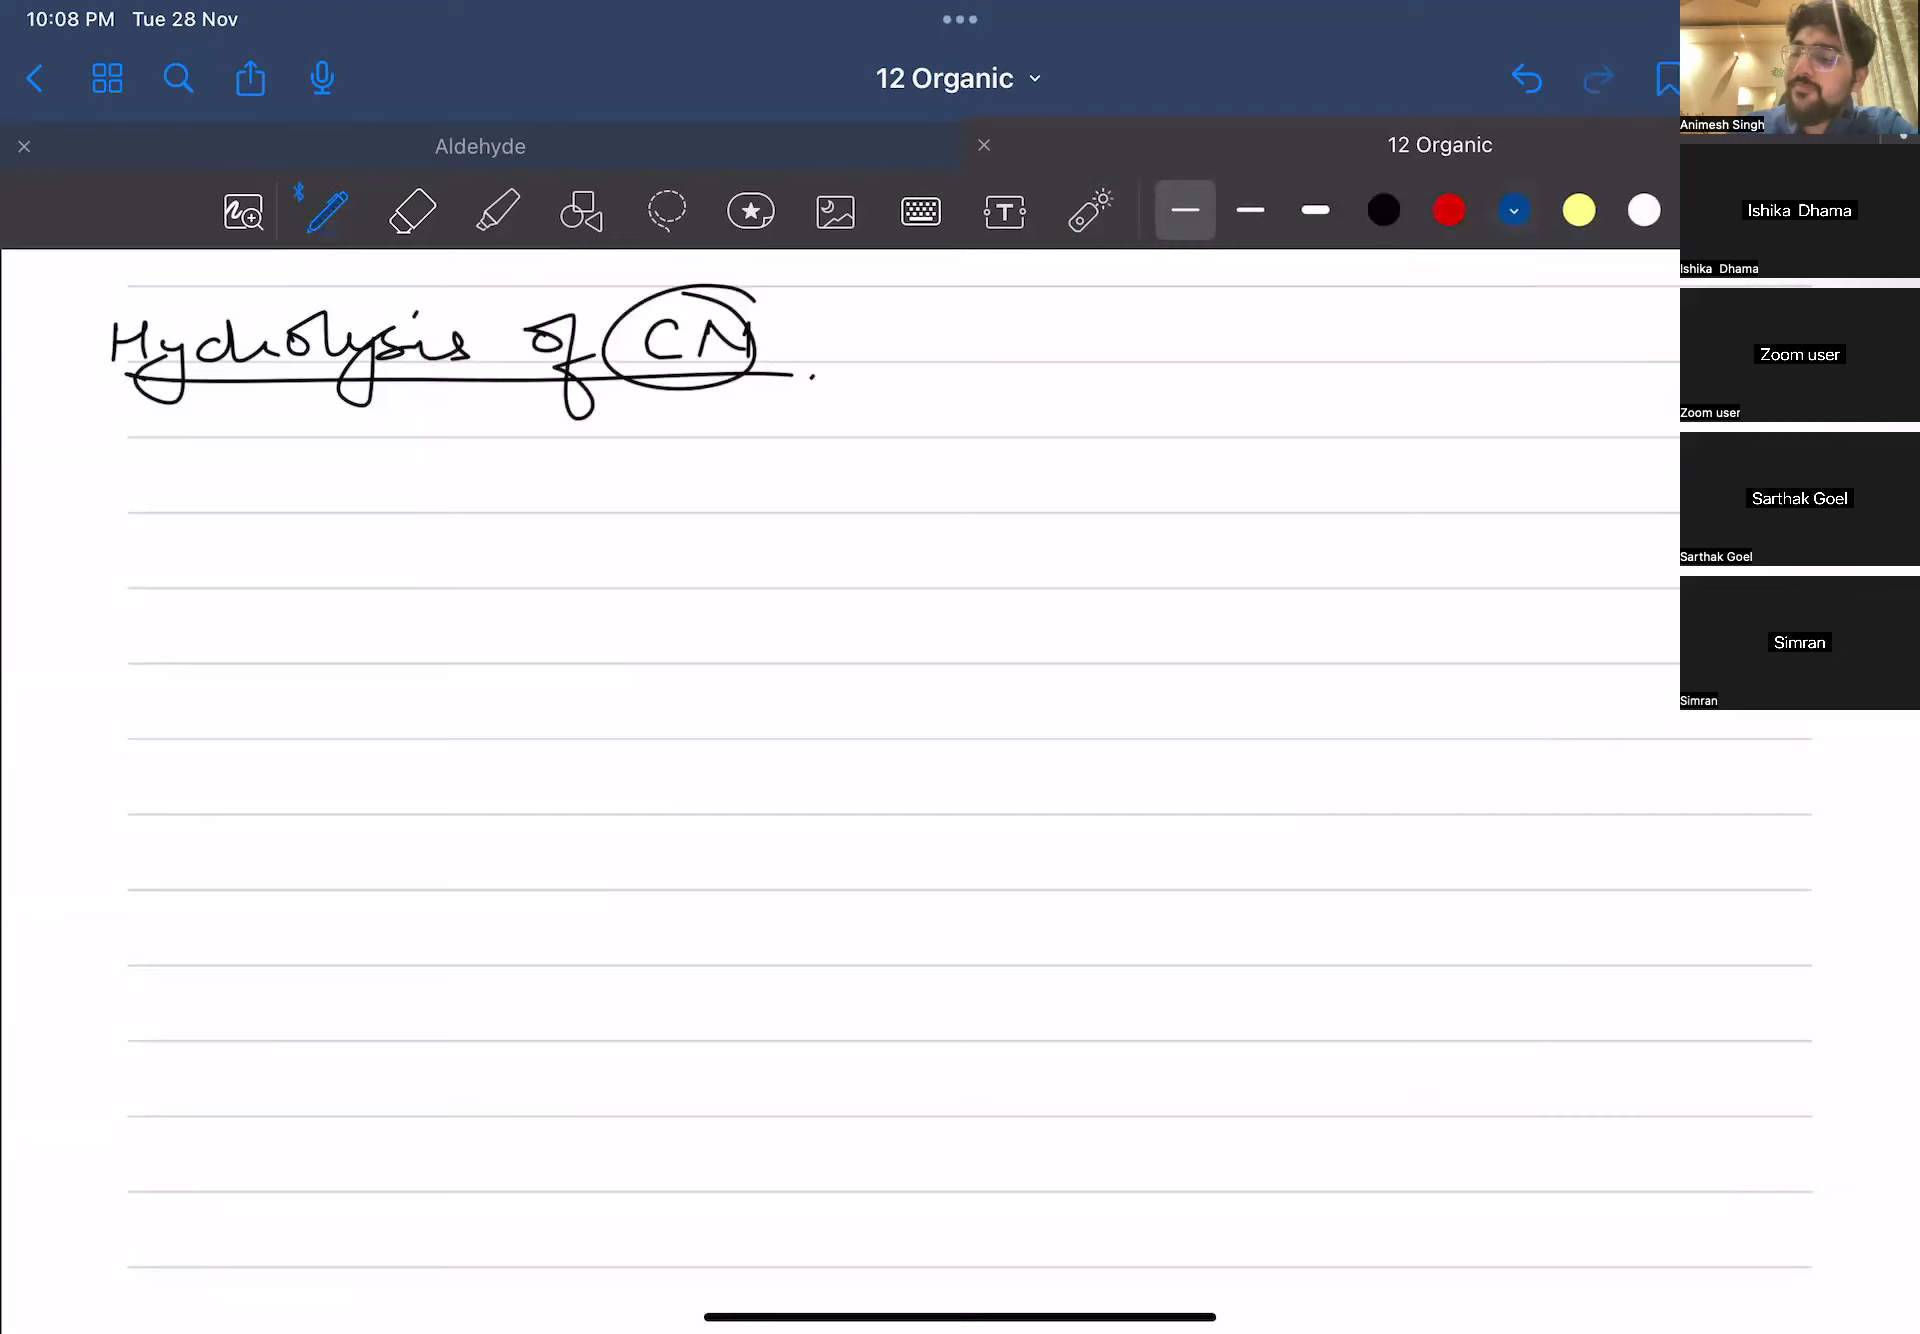 10:08 PM Tue 28 Nov
12 Organic
Aldehyde
12 Organic
T
Hydrolysis of CN.
Animesh Singh
Ishika Dhama
Ishika Dhama
Zoom user
Zoom user
Sarthak Goel
Sarthak Goel
Simran
Simran